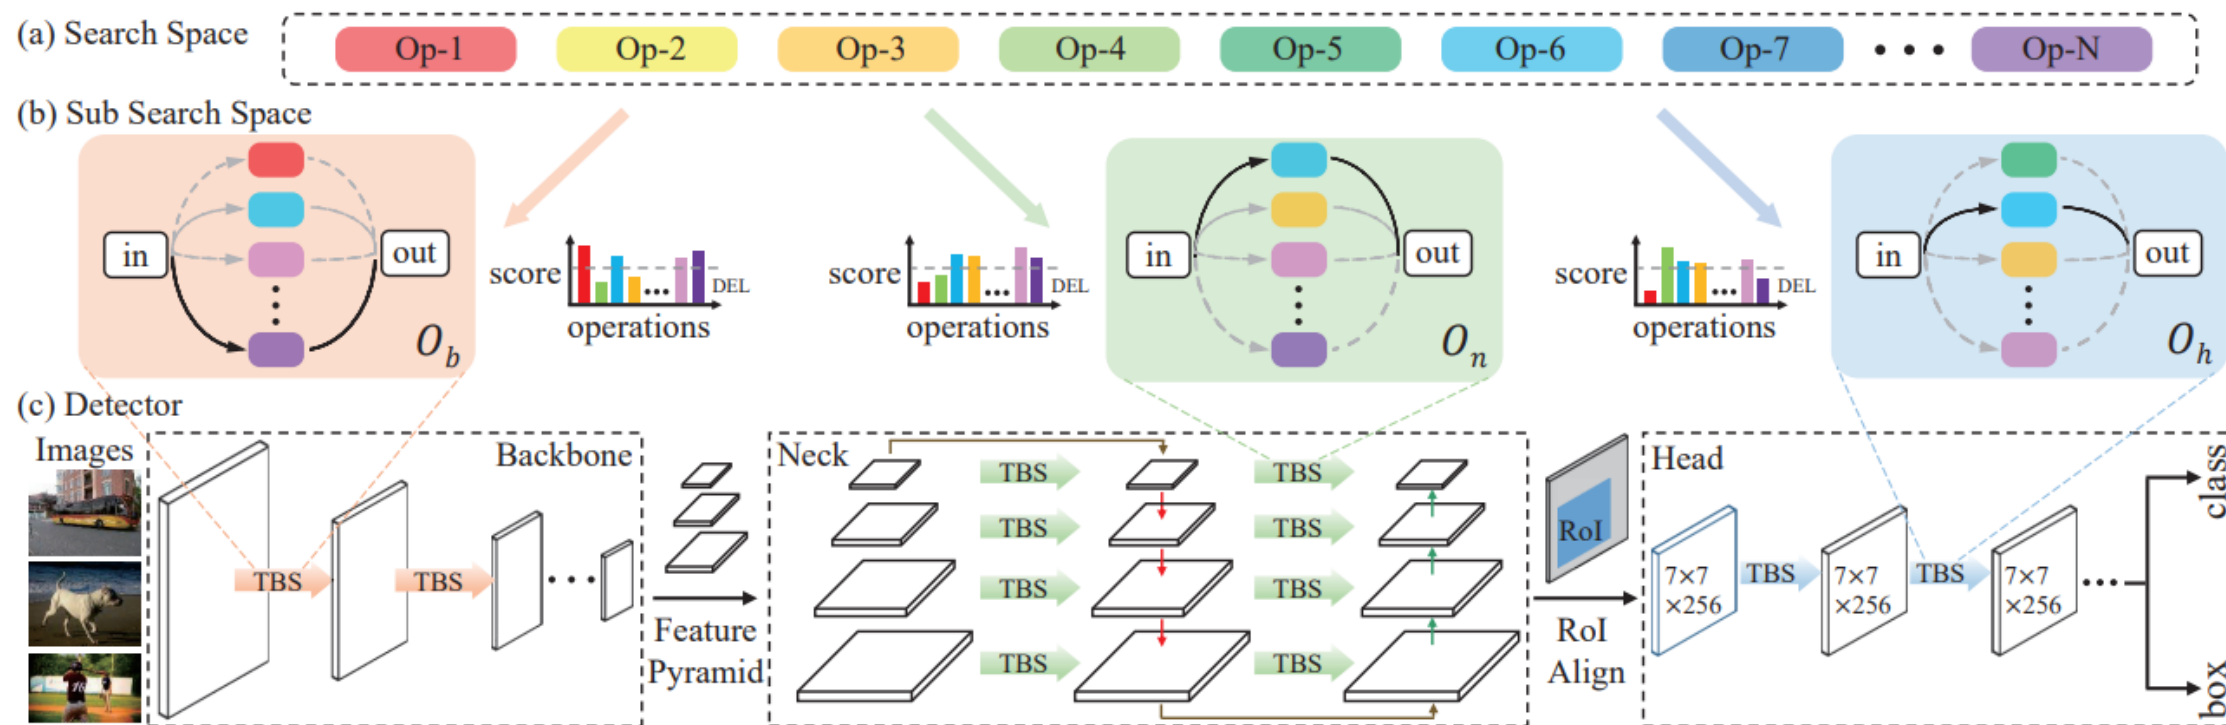 (a) Search Space
Op-1 Op-2 Op-3 Op-4 Op-5 Op-6 Op-7 ••• Op-N
(b) Sub Search Space
in out
O_b
score DEL
operations
score DEL
operations
in out
O_n
score DEL
operations
in out
O_h
(c) Detector
Images
Backbone
TBS TBS
Feature
Pyramid
Neck
TBS TBS
TBS TBS
TBS TBS
TBS TBS
RoI
RoI
Align
Head
7×7
×256
TBS
7×7
×256
TBS
7×7
×256
class
box